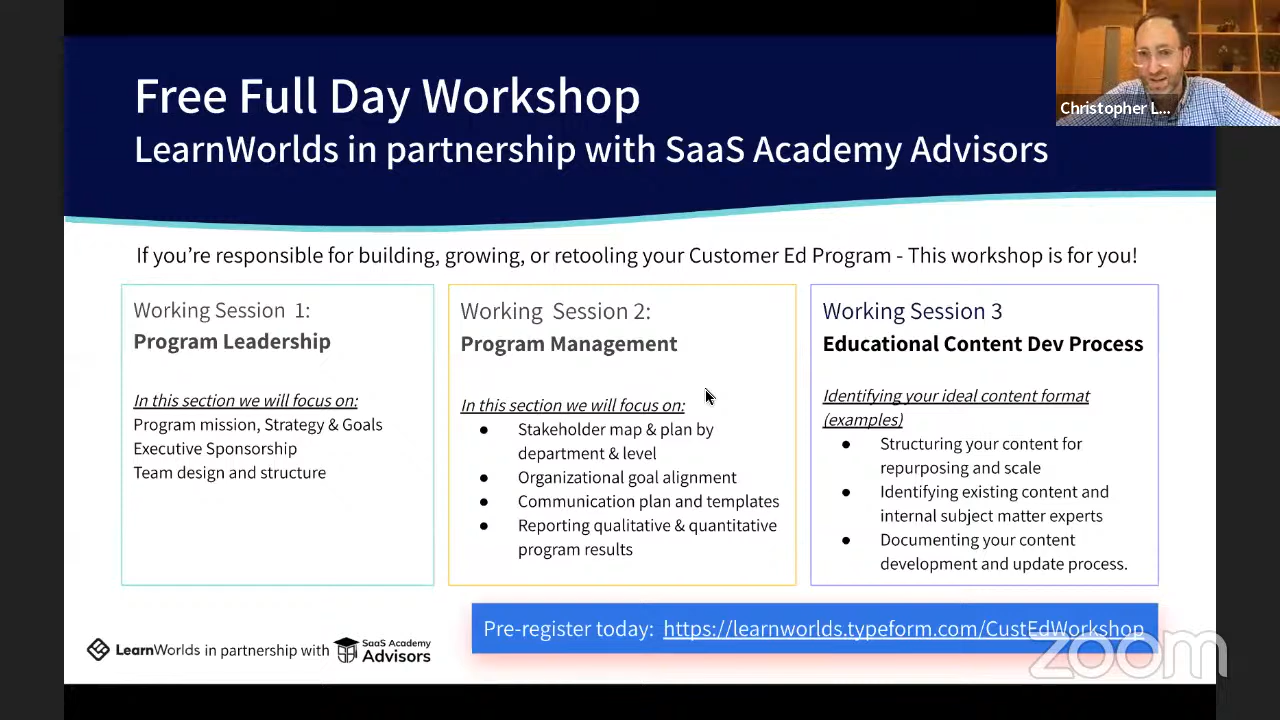 Free Full Day Workshop
LearnWorlds in partnership with SaaS Academy Advisors
Christopher L...
If you're responsible for building, growing, or retooling your Customer Ed Program - This workshop is for you!
Working Session 1:
Program Leadership
In this section we will focus on:
Program mission, Strategy & Goals
Executive Sponsorship
Team design and structure
Working Session 2:
Program Management
In this section we will focus on:
● Stakeholder map & plan by
department & level
● Organizational goal alignment
● Communication plan and templates
● Reporting qualitative & quantitative
program results
Working Session 3
Educational Content Dev Process
Identifying your ideal content format
(examples)
● Structuring your content for
repurposing and scale
● Identifying existing content and
internal subject matter experts
● Documenting your content
development and update process.
Pre-register today: https://learnworlds.typeform.com/CustEdWorkshop
LearnWorlds in partnership with SaaS Academy
Advisors
zoom